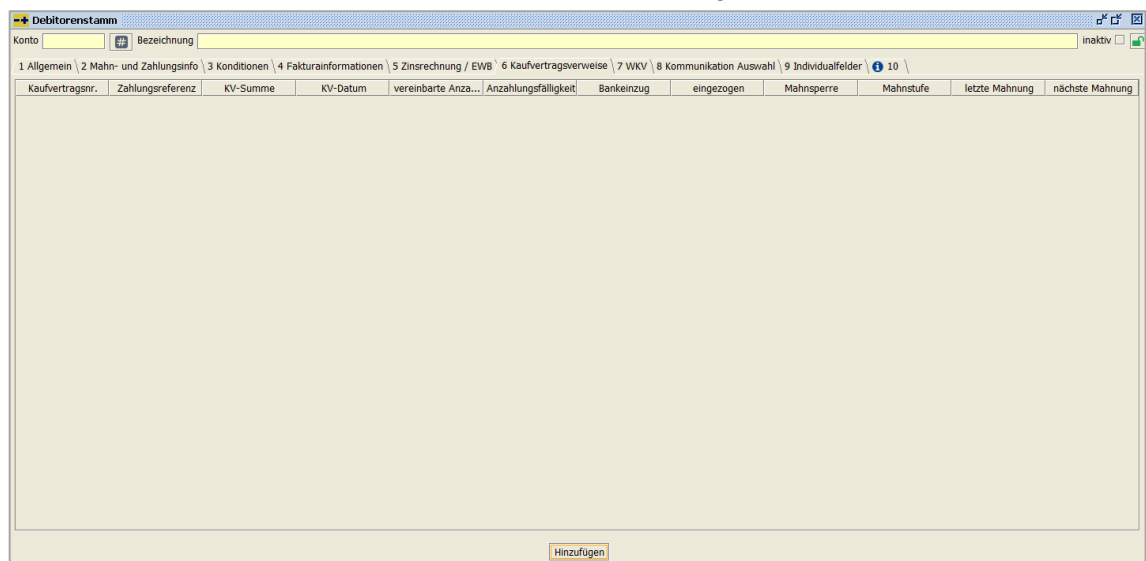 Debitorenstamm
Konto # Bezeichnung inaktiv
1 Allgemein 2 Mahn- und Zahlungsinfo 3 Konditionen 4 Fakturainformationen 5 Zinsrechnung / EWB 6 Kaufvertragsverweise 7 WKV 8 Kommunikation Auswahl 9 Individualfelder i 10
Kaufvertragsnr. Zahlungsreferenz KV-Summe KV-Datum vereinbarte Anza... Anzahlungsfälligkeit Bankeinzug eingezogen Mahnsperre Mahnstufe letzte Mahnung nächste Mahnung
Hinzufügen